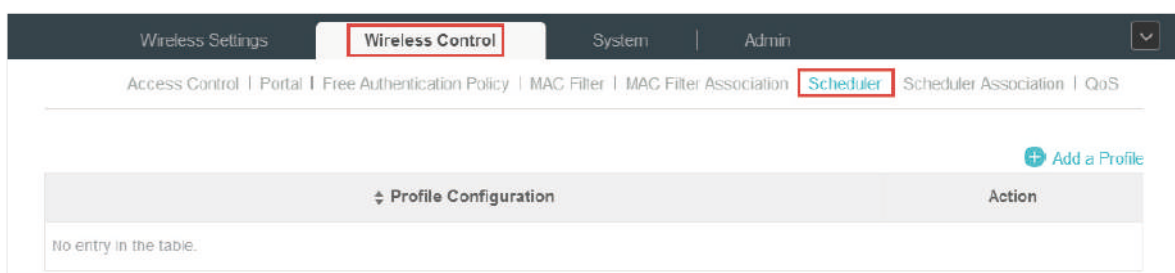 Wireless Settings Wireless Control System | Admin
Access Control | Portal | Free Authentication Policy | MAC Filter | MAC Filter Association Scheduler Scheduler Association | QoS
Add a Profile
Profile Configuration Action
No entry in the table.